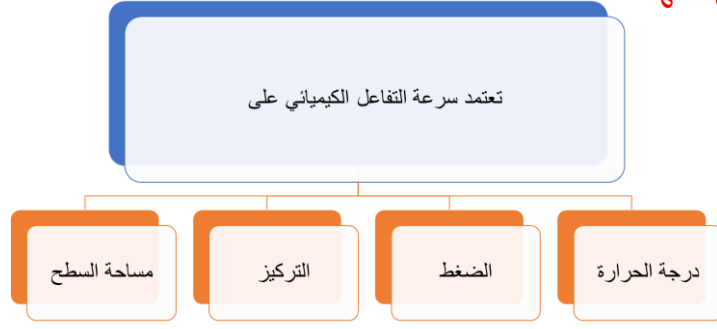 تعتمد سرعة التفاعل الكيميائي على
درجة الحرارة
الضغط
التركيز
مساحة السطح